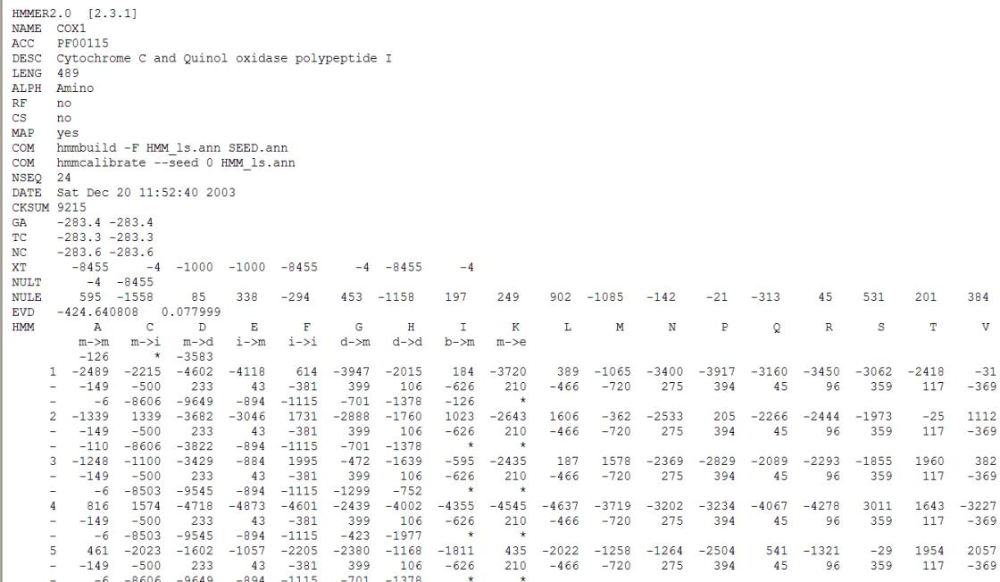 HMMER2.0  [2.3.1]
NAME  COX1
ACC   PF00115
DESC  Cytochrome C and Quinol oxidase polypeptide I
LENG  489
ALPH  Amino
RF    no
CS    no
MAP   yes
COM   hmmbuild -F HMM_ls.ann SEED.ann
COM   hmmcalibrate --seed 0 HMM_ls.ann
NSEQ  24
DATE  Sat Dec 20 11:52:40 2003
CKSUM 9215
GA    -283.4 -283.4
TC    -283.3 -283.3
NC    -283.6 -283.6
XT      -8455     -4  -1000  -1000  -8455     -4  -8455     -4
NULT      -4  -8455
NULE     595  -1558     85    338   -294    453  -1158    197    249    902  -1085   -142    -21   -313     45    531    201    384
EVD   -424.640808   0.077999
HMM        A      C      D      E      F      G      H      I      K      L      M      N      P      Q      R      S      T      V
         m->m   m->i   m->d   i->m   i->i   d->m   d->d   b->m   m->e
         -126      *  -3583
     1  -2489  -2215  -4602  -4118    614  -3947  -2015    184  -3720    389  -1065  -3400  -3917  -3160  -3450  -3062  -2418    -31
     -   -149   -500    233     43   -381    399    106   -626    210   -466   -720    275    394     45     96    359    117   -369
     -     -6  -8606  -9649   -894  -1115   -701  -1378   -126      *
     2  -1339   1339  -3682  -3046   1731  -2888  -1760   1023  -2643   1606   -362  -2533    205  -2266  -2444  -1973    -25   1112
     -   -149   -500    233     43   -381    399    106   -626    210   -466   -720    275    394     45     96    359    117   -369
     -   -110  -8606  -3822   -894  -1115   -701  -1378      *      *
     3  -1248  -1100  -3429   -884   1995   -472  -1639   -595  -2435    187   1578  -2369  -2829  -2089  -2293  -1855   1960    382
     -   -149   -500    233     43   -381    399    106   -626    210   -466   -720    275    394     45     96    359    117   -369
     -     -6  -8503  -9545   -894  -1115  -1299   -752      *      *
     4    816   1574  -4718  -4873  -4601  -2439  -4002  -4355  -4545  -4637  -3719  -3202  -3234  -4067  -4278   3011   1643  -3227
     -   -149   -500    233     43   -381    399    106   -626    210   -466   -720    275    394     45     96    359    117   -369
     -     -6  -8503  -9545   -894  -1115   -423  -1977      *      *
     5    461  -2023  -1602  -1057  -2205  -2380  -1168  -1811    435  -2022  -1258  -1264  -2504    541  -1321    -29   1954   2057
     -   -149   -500    233     43   -381    399    106   -626    210   -466   -720    275    394     45     96    359    117   -369
     -     -6  -8606  -9649   -894  -1115   -701  -1378      *      *